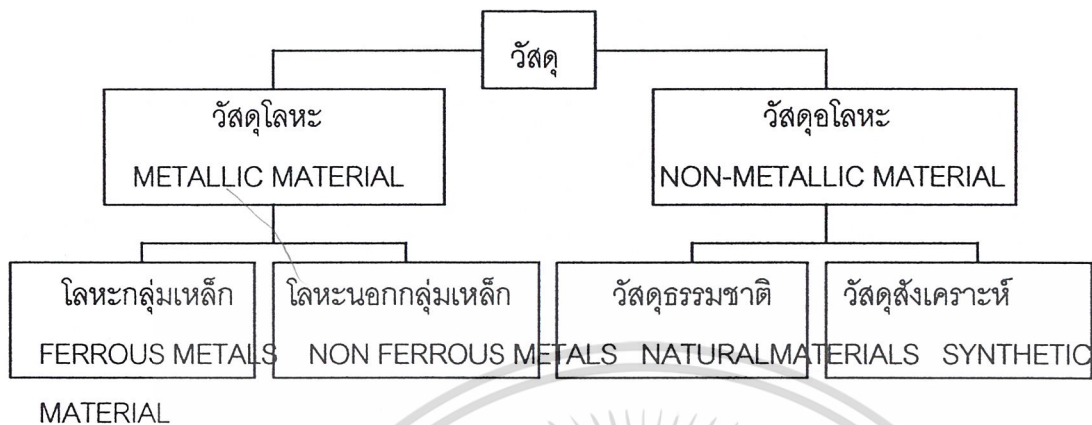 วัสดุ
วัสดุโลหะ วัสดุอโลหะ
METALLIC MATERIAL NON-METALLIC MATERIAL
โลหะกลุ่มเหล็ก โลหะนอกกลุ่มเหล็ก วัสดุธรรมชาติ วัสดุสังเคราะห์
FERROUS METALS NON FERROUS METALS NATURALMATERIALS SYNTHETIC
MATERIAL